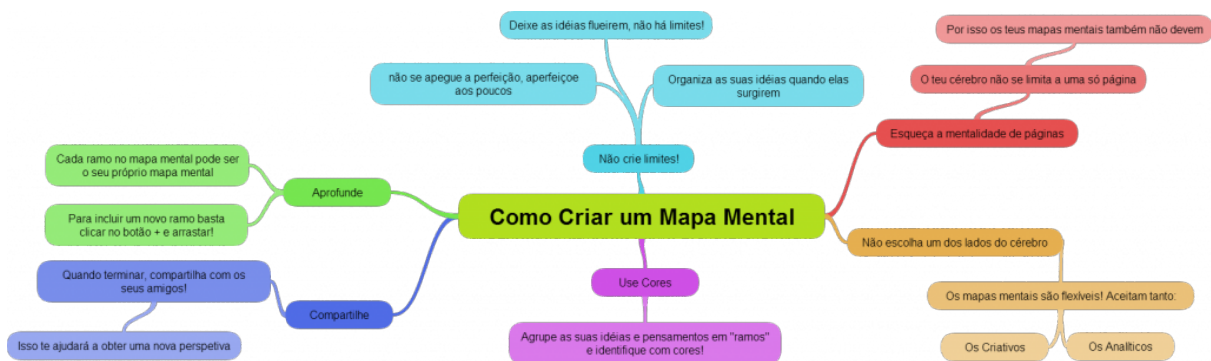 Deixe as idéias flueirem, não há limites!
não se apegue a perfeição, aperfeiçoe
aos poucos
Organiza as suas idéias quando elas
surgirem
Não crie limites!
Por isso os teus mapas mentais também não devem
O teu cérebro não se limita a uma só página
Esqueça a mentalidade de páginas
Cada ramo no mapa mental pode ser
o seu próprio mapa mental
Aprofunde
Para incluir um novo ramo basta
clicar no botão + e arrastar!
Como Criar um Mapa Mental
Não escolha um dos lados do cérebro
Os mapas mentais são flexíveis! Aceitam tanto:
Os Criativos
Os Analíticos
Quando terminar, compartilha com os
seus amigos!
Compartilhe
Isso te ajudará a obter uma nova perspetiva
Use Cores
Agrupe as suas idéias e pensamentos em "ramos"
e identifique com cores!